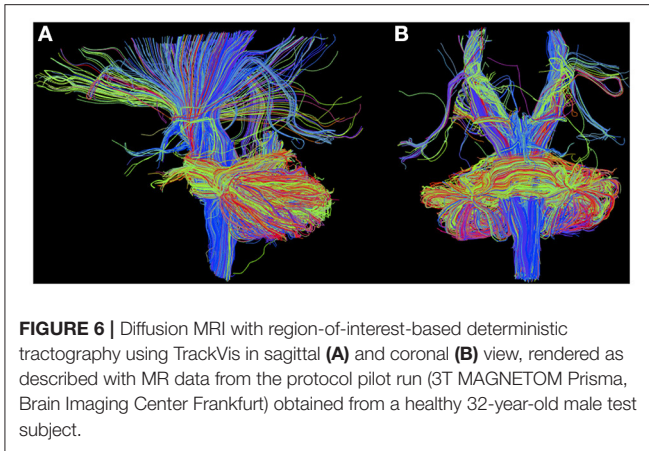 A
B
FIGURE 6 | Diffusion MRI with region-of-interest-based deterministic
tractography using TrackVis in sagittal (A) and coronal (B) view, rendered as
described with MR data from the protocol pilot run (3T MAGNETOM Prisma,
Brain Imaging Center Frankfurt) obtained from a healthy 32-year-old male test
subject.